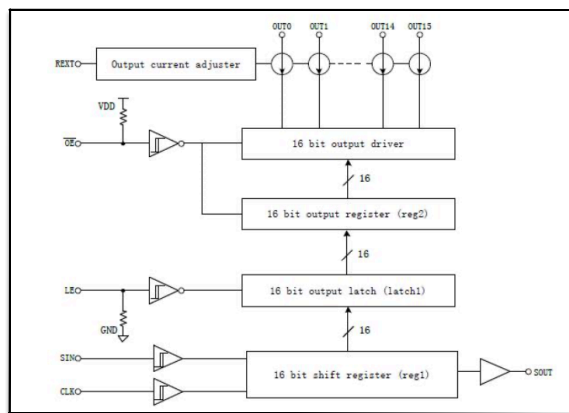 OUT0 OUT1 OUT14 OUT15
REXT
Output current adjuster
VDD
OE
16 bit output driver
16
16 bit output register (reg2)
16
LE
16 bit output latch (latch1)
GND
16
SIN
16 bit shift register (reg1)
SOUT
CLK